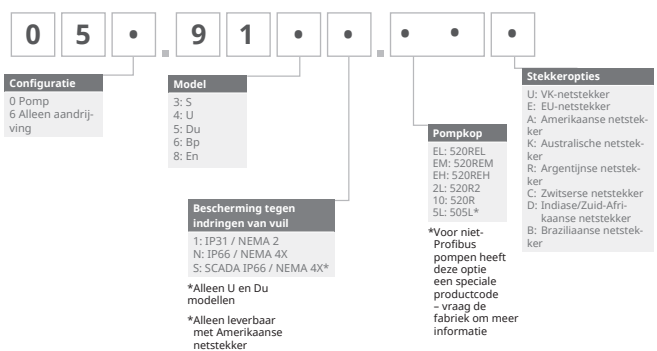 0 5 • . 9 1 • • . • • •
Configuratie
0 Pomp
6 Alleen aandrij-
ving
Model
3: S
4: U
5: Du
6: Bp
8: En
Bescherming tegen
indringen van vuil
1: IP31 / NEMA 2
N: IP66 / NEMA 4X
S: SCADA IP66 / NEMA 4X*
*Alleen U en Du
modellen
*Alleen leverbaar
met Amerikaanse
netstekker
Pompkop
EL: 520REL
EM: 520REM
EH: 520REH
2L: 520R2
10: 520R
5L: 505L*
*Voor niet-
Profibus
pompen heeft
deze optie
een speciale
productcode
– vraag de
fabriek om meer
informatie
Stekkeropties
U: VK-netstekker
E: EU-netstekker
A: Amerikaanse netstek-
ker
K: Australische netstek-
ker
R: Argentijnse netstek-
ker
C: Zwitserse netstekker
D: Indiase/Zuid-Afri-
kaanse netstekker
B: Braziliaanse netstek-
ker